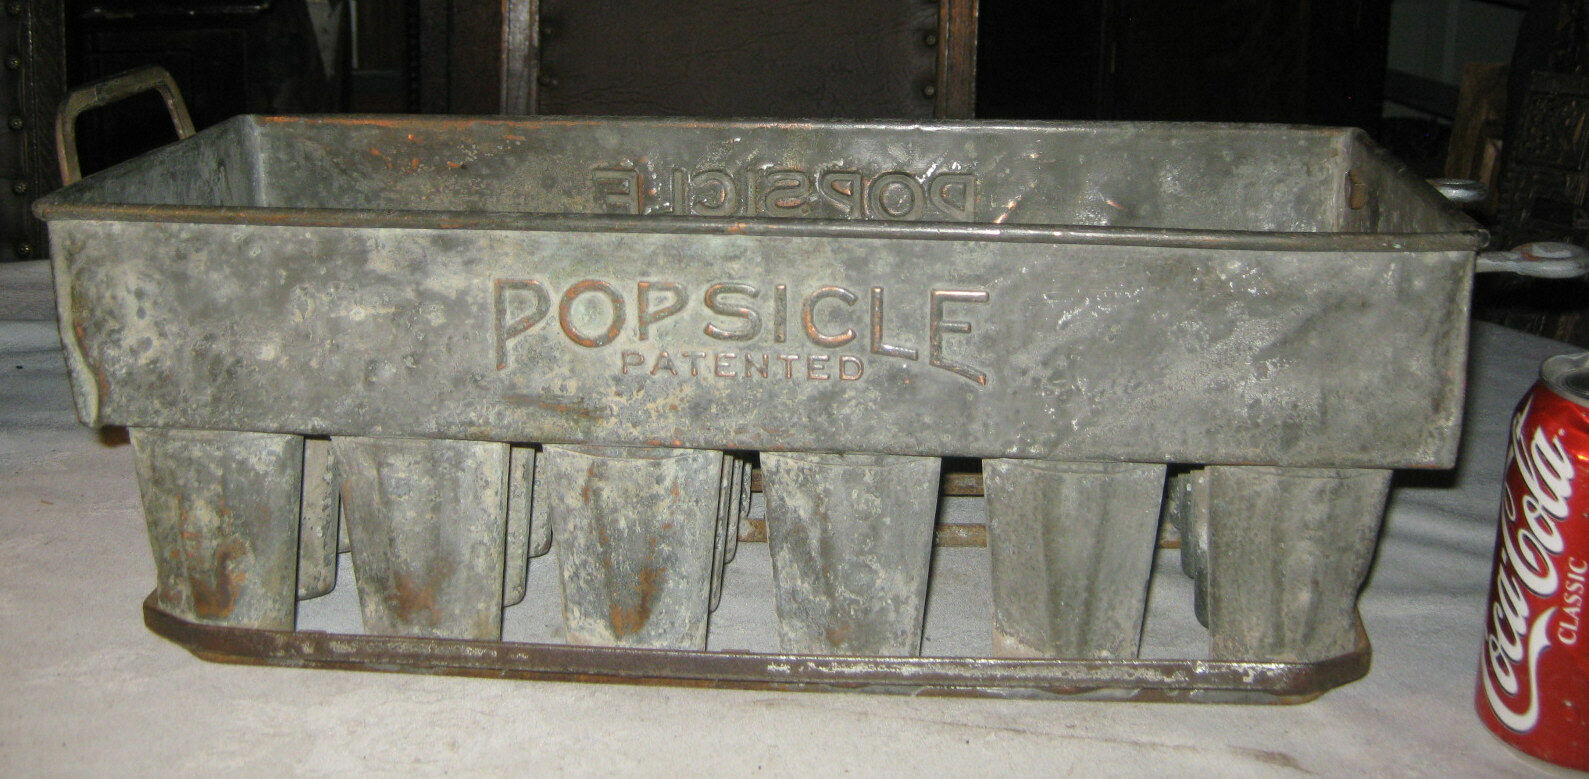 POPSICLE
POPSICLE
PATENTED
Coca-Cola
CLASSIC